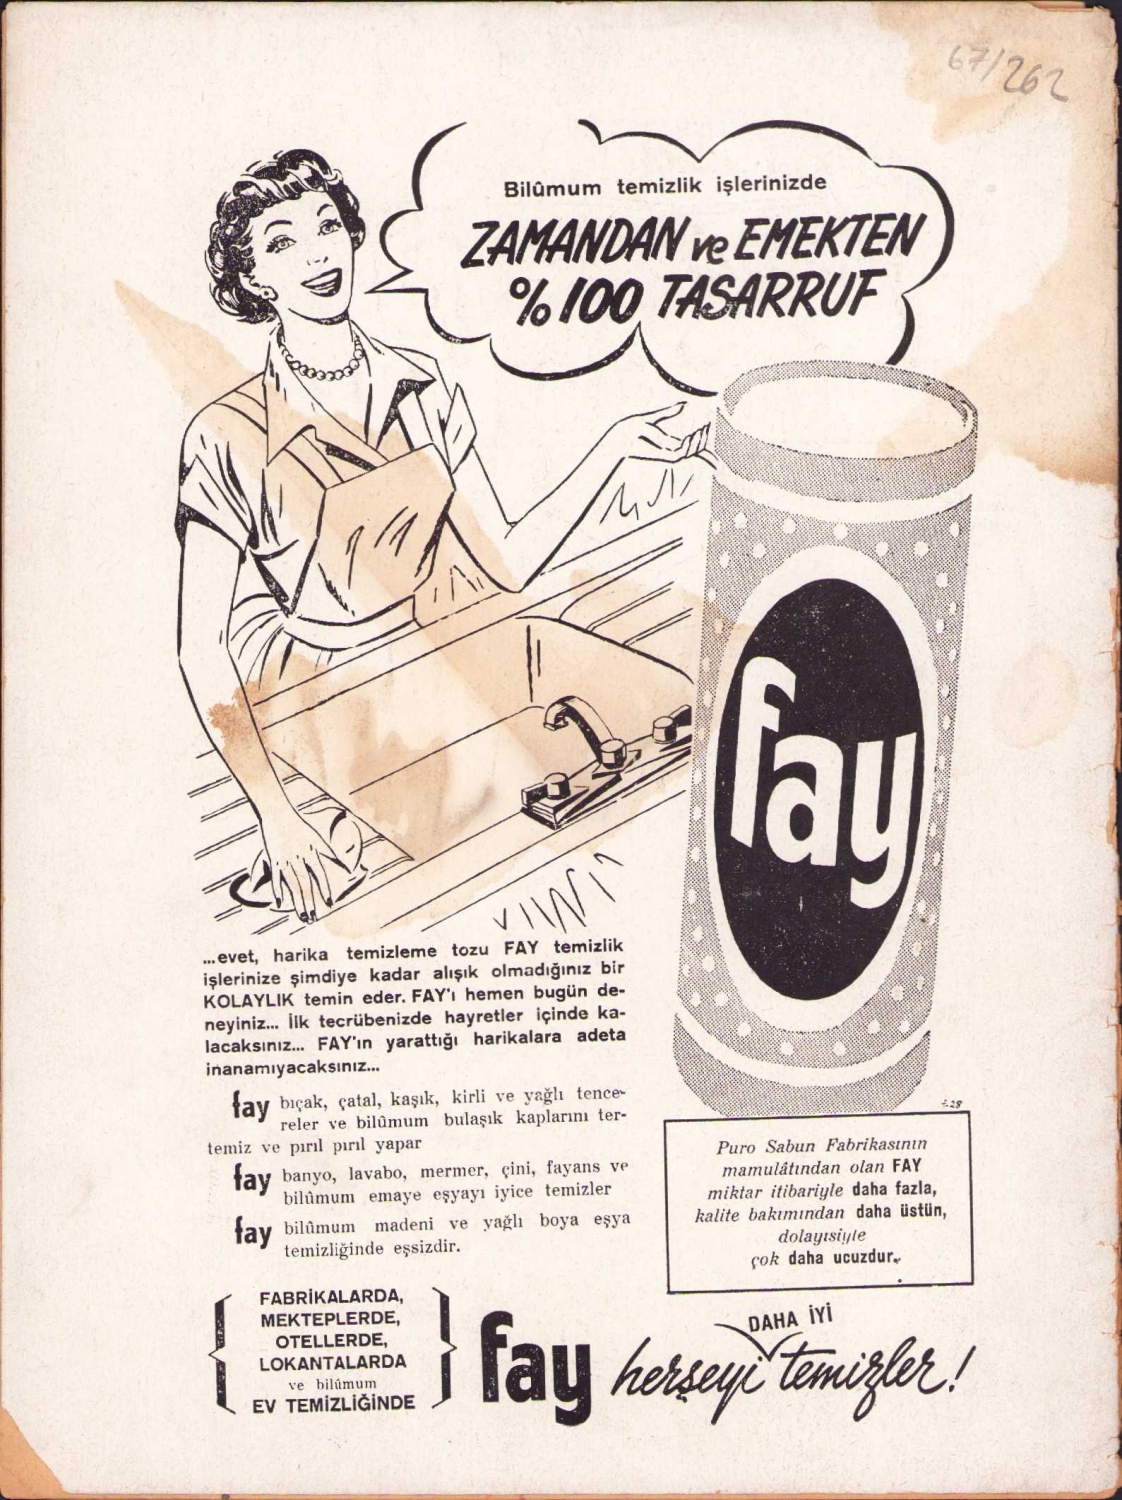 67/262
Bilûmum temizlik işlerinizde
ZAMANDAN ve EMEKTEN
%100 TASARRUF
fay
...evet, harika temizleme tozu FAY temizlik
işlerinize şimdiye kadar alışık olmadığınız bir
KOLAYLIK temin eder. FAY'ı hemen bugün de-
neyiniz... İlk tecrübenizde hayretler içinde ka-
lacaksınız... FAY'ın yarattığı harikalara adeta
inanamıyacaksınız...
fay bıçak, çatal, kaşık, kirli ve yağlı tence-
reler ve bilûmum bulaşık kaplarını ter-
temiz ve pırıl pırıl yapar
fay banyo, lavabo, mermer, çini, fayans ve
bilûmum emaye eşyayı iyice temizler
fay bilûmum madeni ve yağlı boya eşya
temizliğinde eşsizdir.
Puro Sabun Fabrikasının
mamulâtından olan FAY
miktar itibariyle daha fazla,
kalite bakımından daha üstün,
dolayısiyle
çok daha ucuzdur.
FABRİKALARDA,
MEKTEPLERDE,
OTELLERDE,
LOKANTALARDA
ve bilûmum
EV TEMİZLİĞİNDE
fay herşeyi DAHA İYİ temizler!